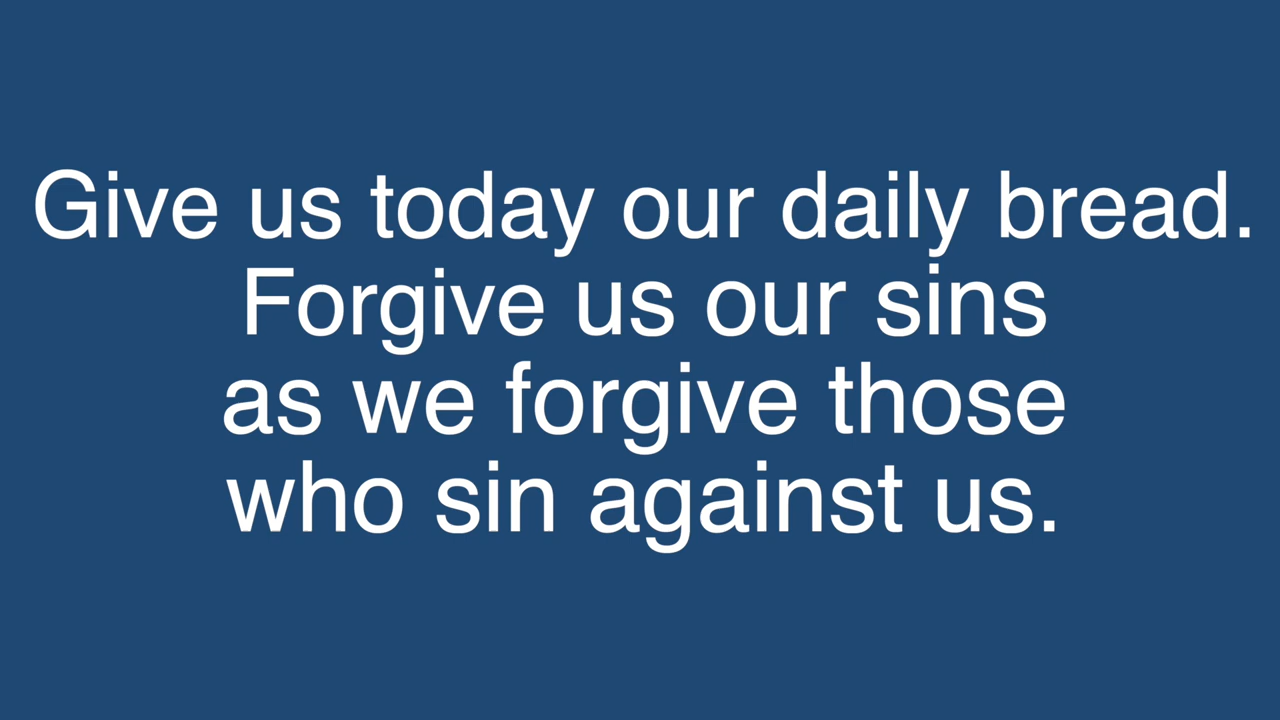 Give us today our daily bread.
Forgive us our sins
as we forgive those
who sin against us.